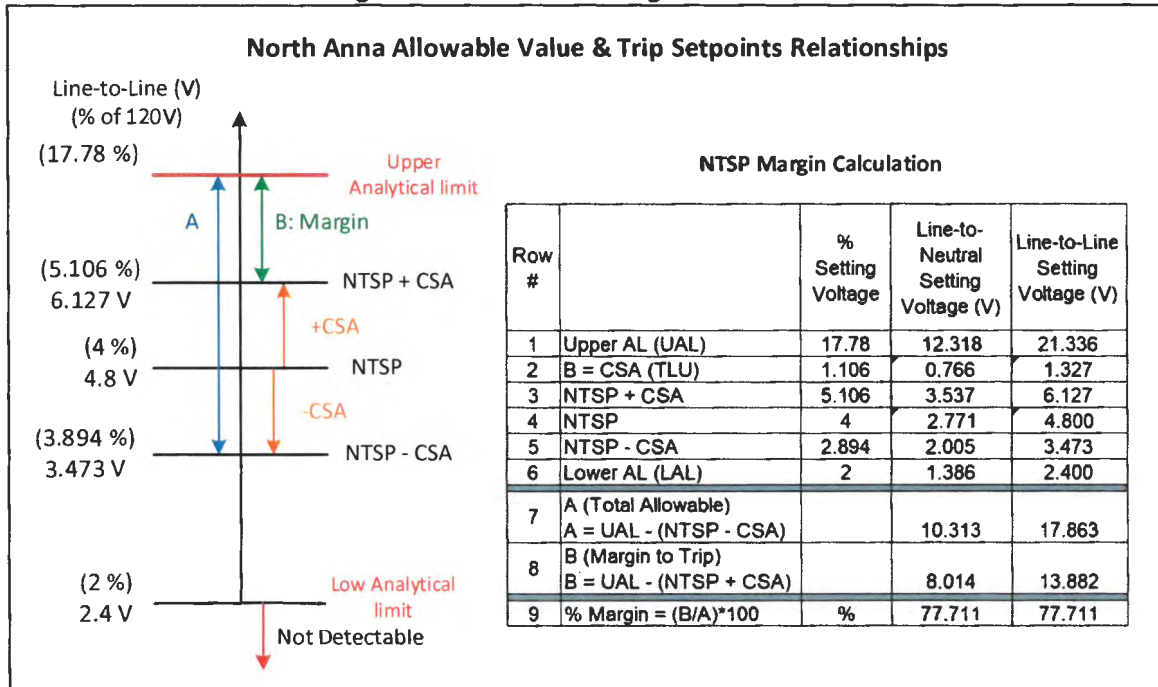 North Anna Allowable Value & Trip Setpoints Relationships
Line-to-Line (V)
(% of 120V)
(17.78 %)
Upper
Analytical limit
A
B: Margin
(5.106 %)
6.127 V
NTSP + CSA
+CSA
(4 %)
4.8 V
NTSP
-CSA
(3.894 %)
3.473 V
NTSP - CSA
(2 %)
2.4 V
Low Analytical
limit
Not Detectable
NTSP Margin Calculation
Row
#
%
Setting
Voltage
Line-to-
Neutral
Setting
Voltage (V)
Line-to-Line
Setting
Voltage (V)
1 Upper AL (UAL) 17.78 12.318 21.336
2 B = CSA (TLU) 1.106 0.766 1.327
3 NTSP + CSA 5.106 3.537 6.127
4 NTSP 4 2.771 4.800
5 NTSP - CSA 2.894 2.005 3.473
6 Lower AL (LAL) 2 1.386 2.400
7 A (Total Allowable)
A = UAL - (NTSP - CSA) 10.313 17.863
8 B (Margin to Trip)
B = UAL - (NTSP + CSA) 8.014 13.882
9 % Margin = (B/A)*100 % 77.711 77.711